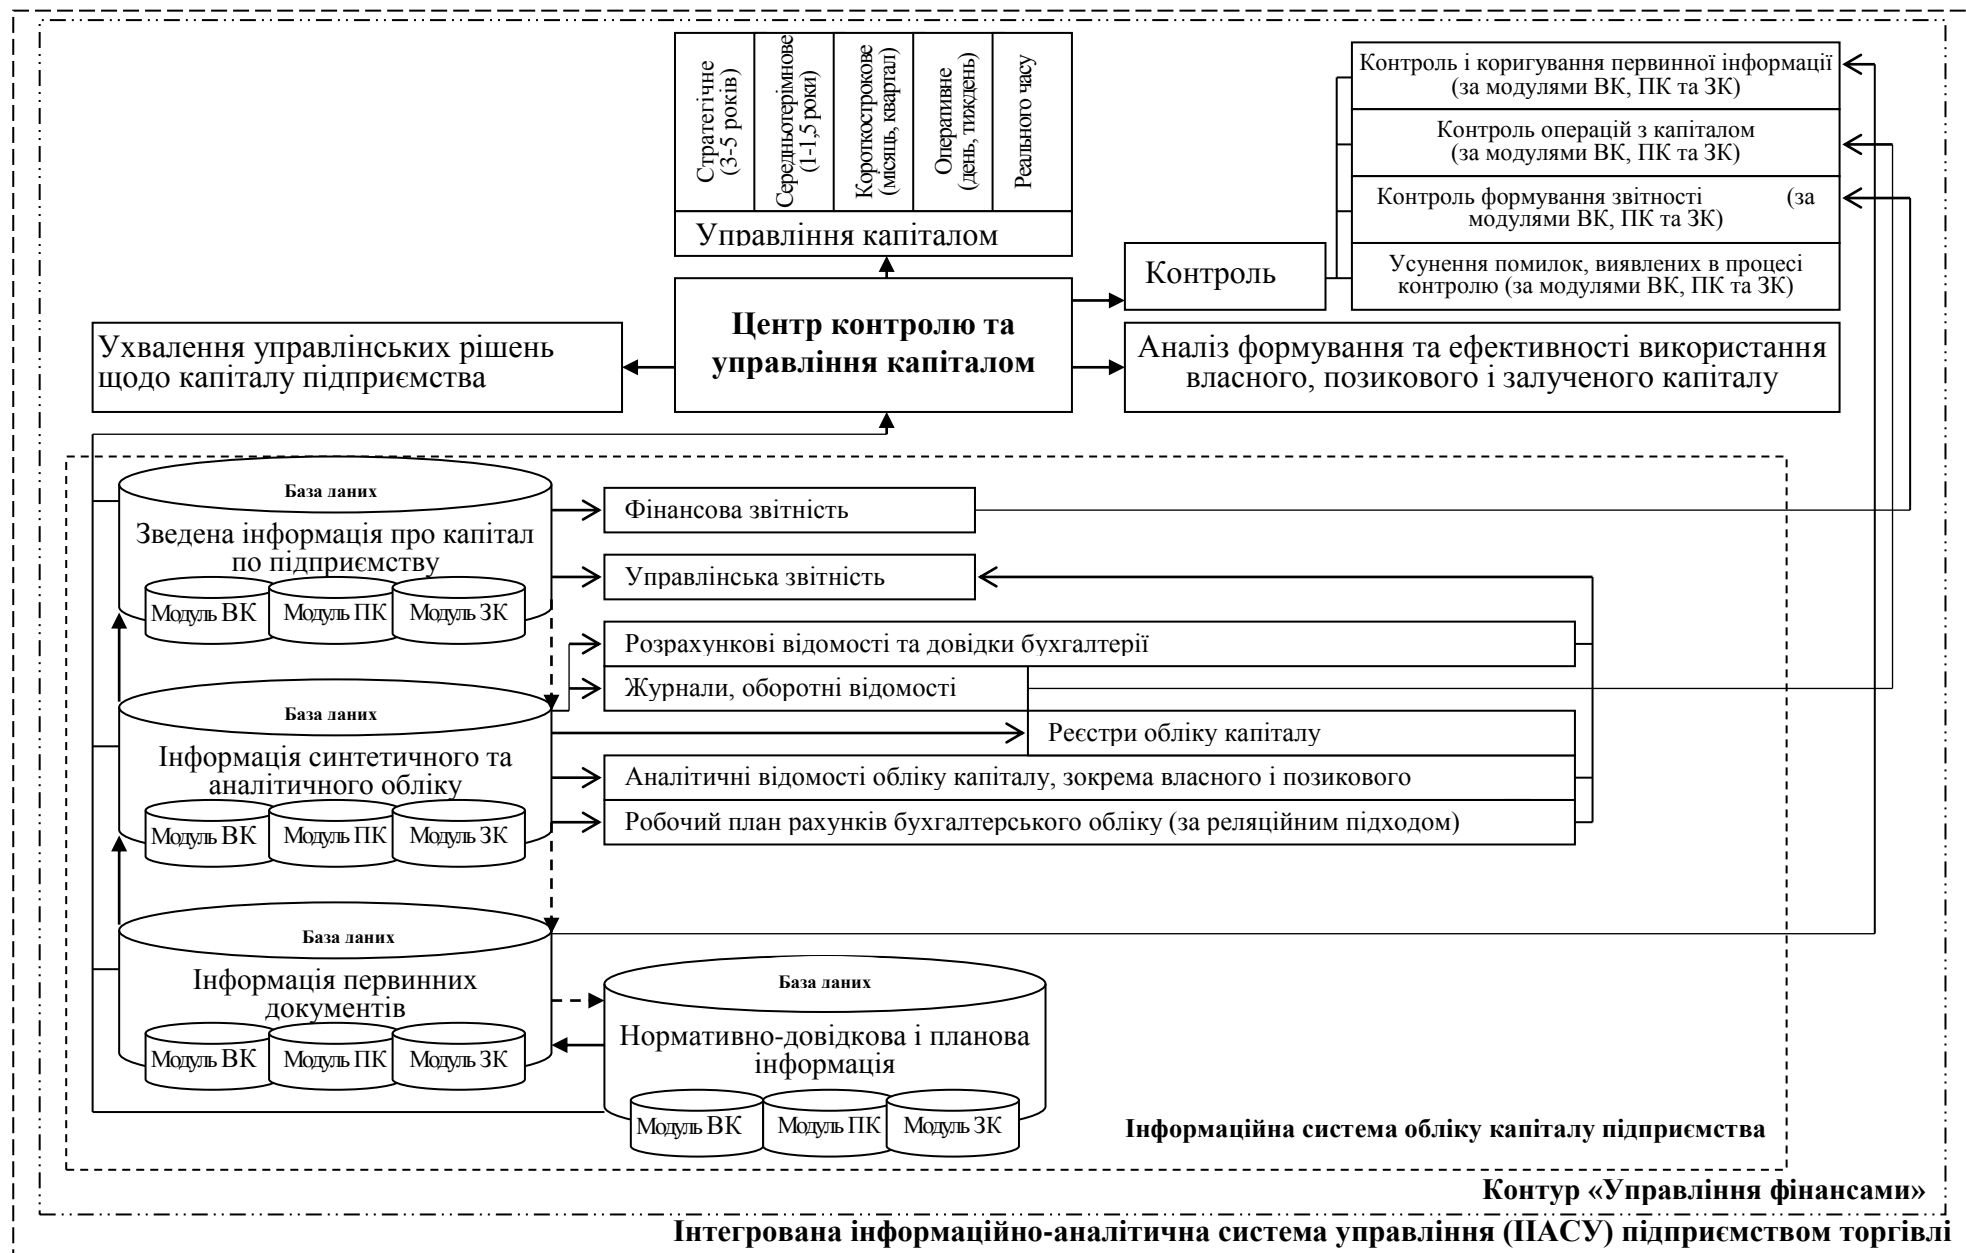 Стратегічне
(3-5 років)
Середньотерімнове
(1-1,5 роки)
Короткострокове
(місяць, квартал)
Оперативне
(день, тиждень)
Реального часу
Управління капіталом
Контроль і коригування первинної інформації
(за модулями ВК, ПК та ЗК)
Контроль операцій з капіталом
(за модулями ВК, ПК та ЗК)
Контроль формування звітності (за
модулями ВК, ПК та ЗК)
Усунення помилок, виявлених в процесі
контролю (за модулями ВК, ПК та ЗК)
Контроль
Центр контролю та
управління капіталом
Ухвалення управлінських рішень
щодо капіталу підприємства
Аналіз формування та ефективності використання
власного, позикового і залученого капіталу
База даних
Зведена інформація про капітал
по підприємству
Модуль ВК
Модуль ПК
Модуль ЗК
Фінансова звітність
Управлінська звітність
Розрахункові відомості та довідки бухгалтерії
Журнали, оборотні відомості
Реєстри обліку капіталу
Аналітичні відомості обліку капіталу, зокрема власного і позикового
Робочий план рахунків бухгалтерського обліку (за реляційним підходом)
База даних
Інформація синтетичного та
аналітичного обліку
Модуль ВК
Модуль ПК
Модуль ЗК
База даних
Інформація первинних
документів
Модуль ВК
Модуль ПК
Модуль ЗК
База даних
Нормативно-довідкова і планова
інформація
Модуль ВК
Модуль ПК
Модуль ЗК
Інформаційна система обліку капіталу підприємства
Контур «Управління фінансами»
Інтегрована інформаційно-аналітична система управління (ІІАСУ) підприємством торгівлі